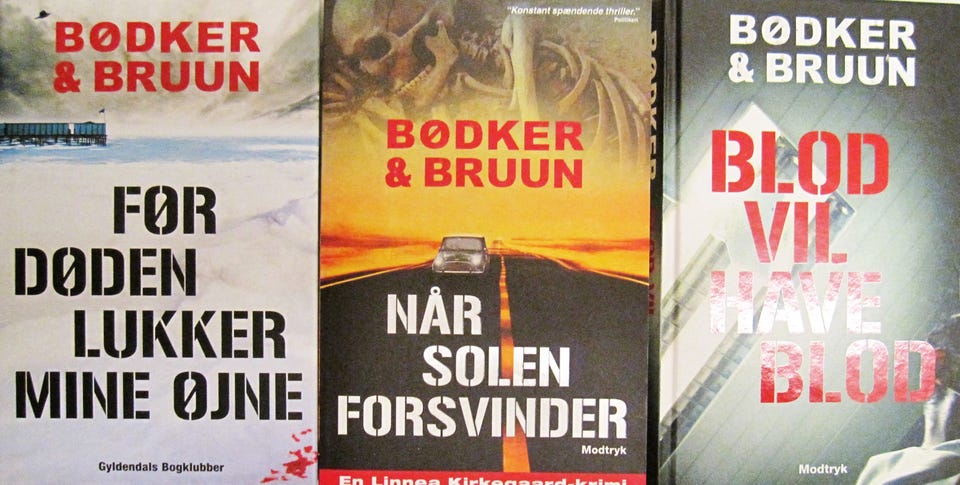 BØDKER
& BRUUN
FØR
DØDEN
LUKKER
MINE ØJNE
Gyldendals Bogklubber
"Konstant spændende thriller."
Politiken
BØDKER
& BRUUN
NÅR
SOLEN
FORSVINDER
Modtryk
En Linnea Kirkegaard-krimi
BØDKER
BØDKER
& BRUUN
BLOD
VIL
HAVE
BLOD
Modtryk